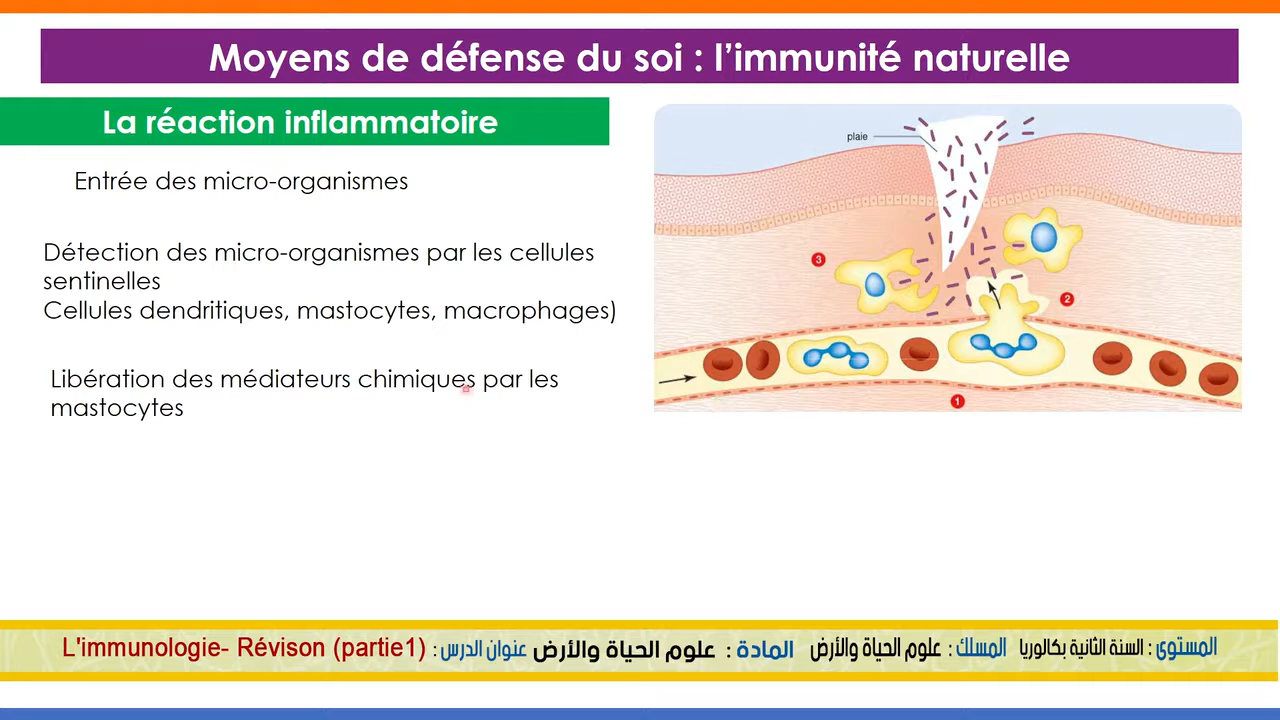 Moyens de défense du soi : l’immunité naturelle
La réaction inflammatoire
Entrée des micro-organismes
Détection des micro-organismes par les cellules
sentinelles
Cellules dendritiques, mastocytes, macrophages)
Libération des médiateurs chimiques par les
mastocytes
plaie
3
2
1
المستوى : السنة الثانية بكالوريا المسلك : علوم الحياة والأرض المادة : علوم الحياة والأرض عنوان الدرس : L'immunologie- Révison (partie1)